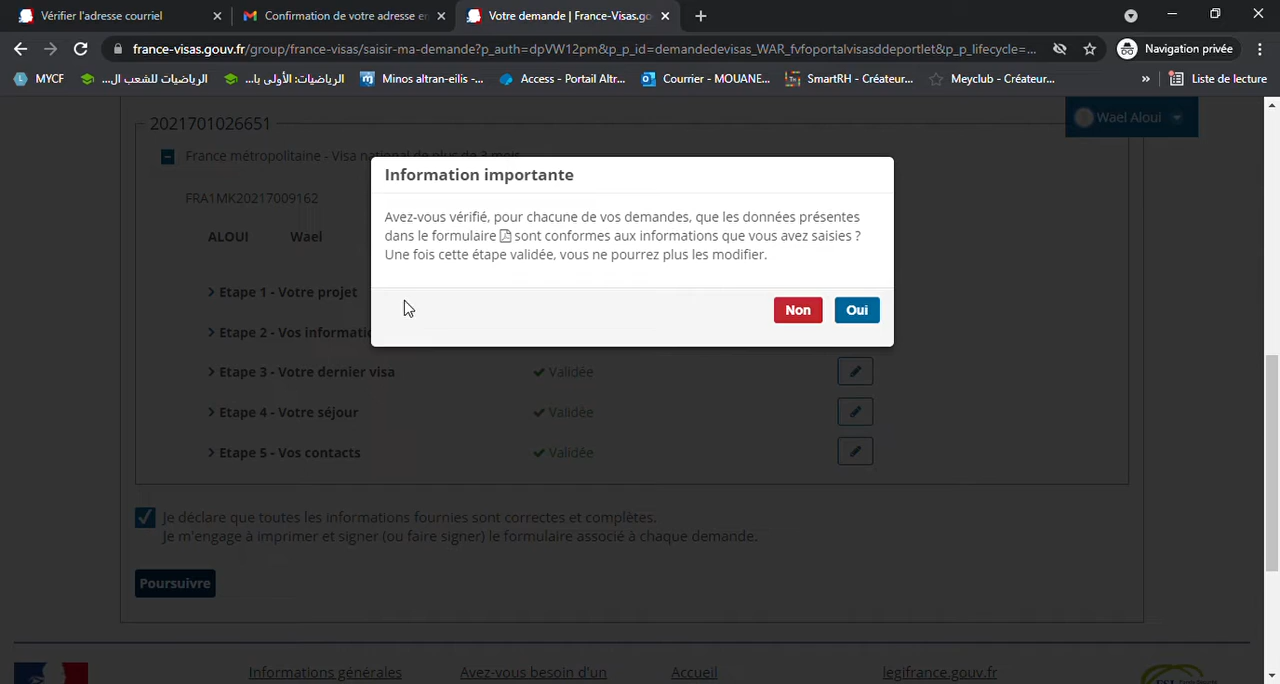 Vérifier l'adresse courriel
Confirmation de votre adresse e
Votre demande | France-Visas.go
france-visas.gouv.fr/group/france-visas/saisir-ma-demande?p_auth=dpVW12pm&p_p_id=demandedevisas_WAR_fvfoportalvisasddeportlet&p_p_lifecycle=...
Navigation privée
MYCF
الرياضيات للشعب ال...
الرياضيات: الأولى با...
Minos altran-eilis -...
Access - Portail Altr...
Courrier - MOUANE...
SmartRH - Créateur...
Meyclub - Créateur...
»
Liste de lecture
2021701026651
Wael Aloui
France métropolitaine - Visa national de plus de 3 mois
FRA1MK20217009162
ALOUI Wael
Information importante
Avez-vous vérifié, pour chacune de vos demandes, que les données présentes
dans le formulaire sont conformes aux informations que vous avez saisies ?
Une fois cette étape validée, vous ne pourrez plus les modifier.
Non
Oui
Etape 1 - Votre projet
Etape 2 - Vos informatio
Etape 3 - Votre dernier visa
Validée
Etape 4 - Votre séjour
Validée
Etape 5 - Vos contacts
Validée
Je déclare que toutes les informations fournies sont correctes et complètes.
Je m'engage à imprimer et signer (ou faire signer) le formulaire associé à chaque demande.
Poursuivre
Informations générales
Avez-vous besoin d'un
Accueil
legifrance.gouv.fr